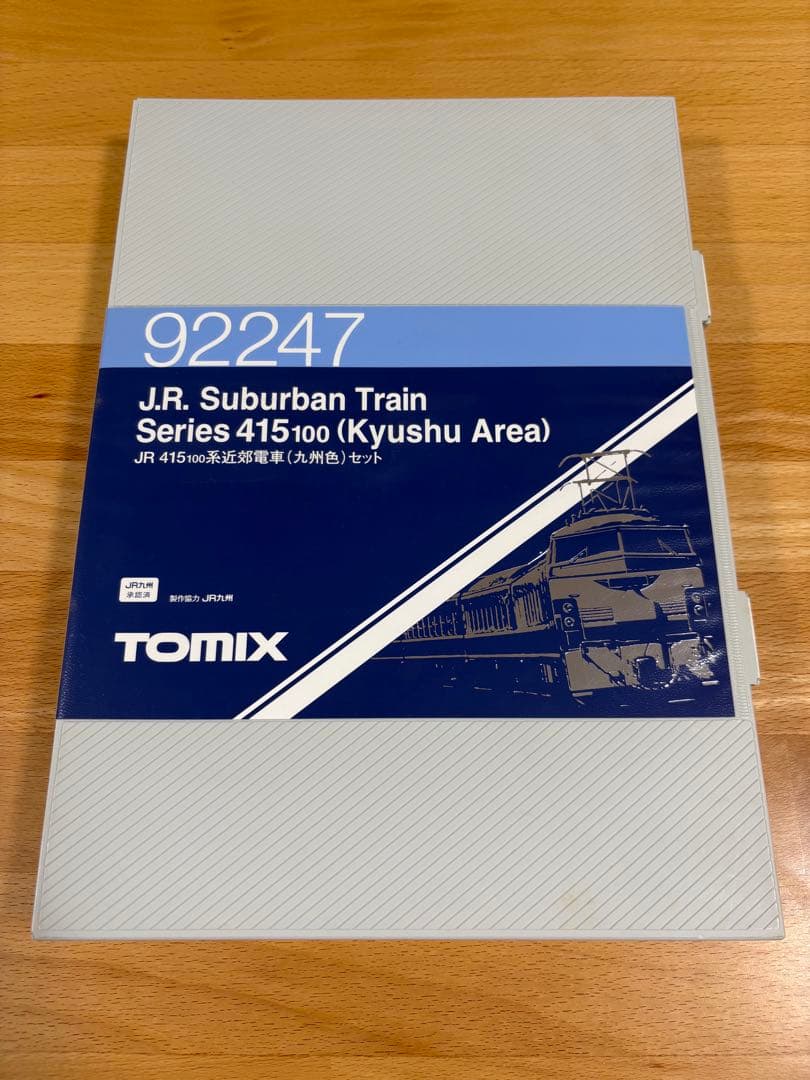 92247
J.R. Suburban Train
Series 415100 (Kyushu Area)
JR 415100系近郊電車(九州色)セット
JR九州
承認済
製作協力 JR九州
TOMIX